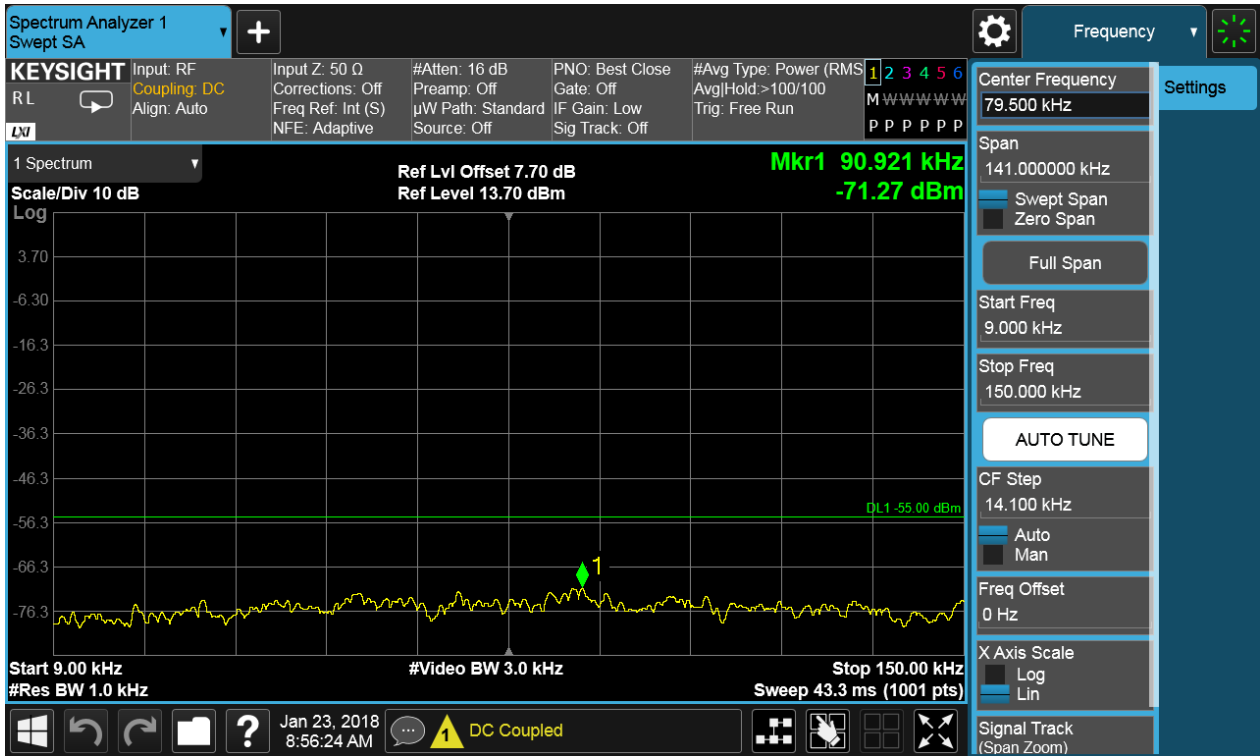 Spectrum Analyzer 1
Swept SA
+
Frequency
KEYSIGHT
RL
LXI
Input: RF
Coupling: DC
Align: Auto
Input Z: 50 Ω
Corrections: Off
Freq Ref: Int (S)
NFE: Adaptive
#Atten: 16 dB
Preamp: Off
µW Path: Standard
Source: Off
PNO: Best Close
Gate: Off
IF Gain: Low
Sig Track: Off
#Avg Type: Power (RMS
Avg|Hold:>100/100
Trig: Free Run
1 2 3 4 5 6
M W W W W W
P P P P P P
1 Spectrum
Scale/Div 10 dB
Log
Ref Lvl Offset 7.70 dB
Ref Level 13.70 dBm
Mkr1 90.921 kHz
-71.27 dBm
3.70
-6.30
-16.3
-26.3
-36.3
-46.3
-56.3
-66.3
-76.3
DL1 -55.00 dBm
1
Start 9.00 kHz
#Res BW 1.0 kHz
#Video BW 3.0 kHz
Stop 150.00 kHz
Sweep 43.3 ms (1001 pts)
Center Frequency
79.500 kHz
Span
141.000000 kHz
Swept Span
Zero Span
Full Span
Start Freq
9.000 kHz
Stop Freq
150.000 kHz
AUTO TUNE
CF Step
14.100 kHz
Auto
Man
Freq Offset
0 Hz
X Axis Scale
Log
Lin
Signal Track
(Span Zoom)
Settings
?
Jan 23, 2018
8:56:24 AM
1
DC Coupled